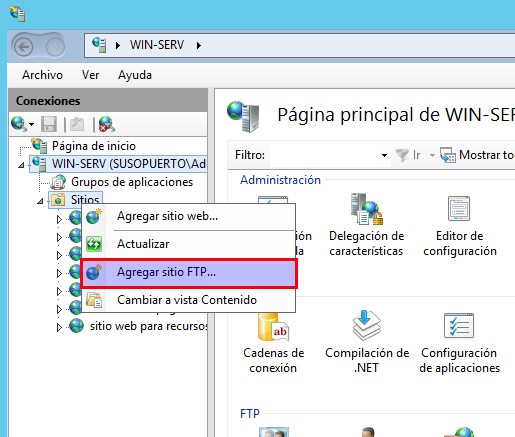 WIN-SERV
Archivo Ver Ayuda
Conexiones
Página de inicio
WIN-SERV (SUSOPUERTO\Ad
Grupos de aplicaciones
Sitios
Agregar sitio web...
Actualizar
Agregar sitio FTP...
Cambiar a vista Contenido
sitio web para recursos
Página principal de WIN-SER
Filtro:
Ir
Mostrar to
Administración
Delegación de
características
Editor de
configuración
Cadenas de
conexión
Compilación de
.NET
Configuración
de aplicaciones
FTP